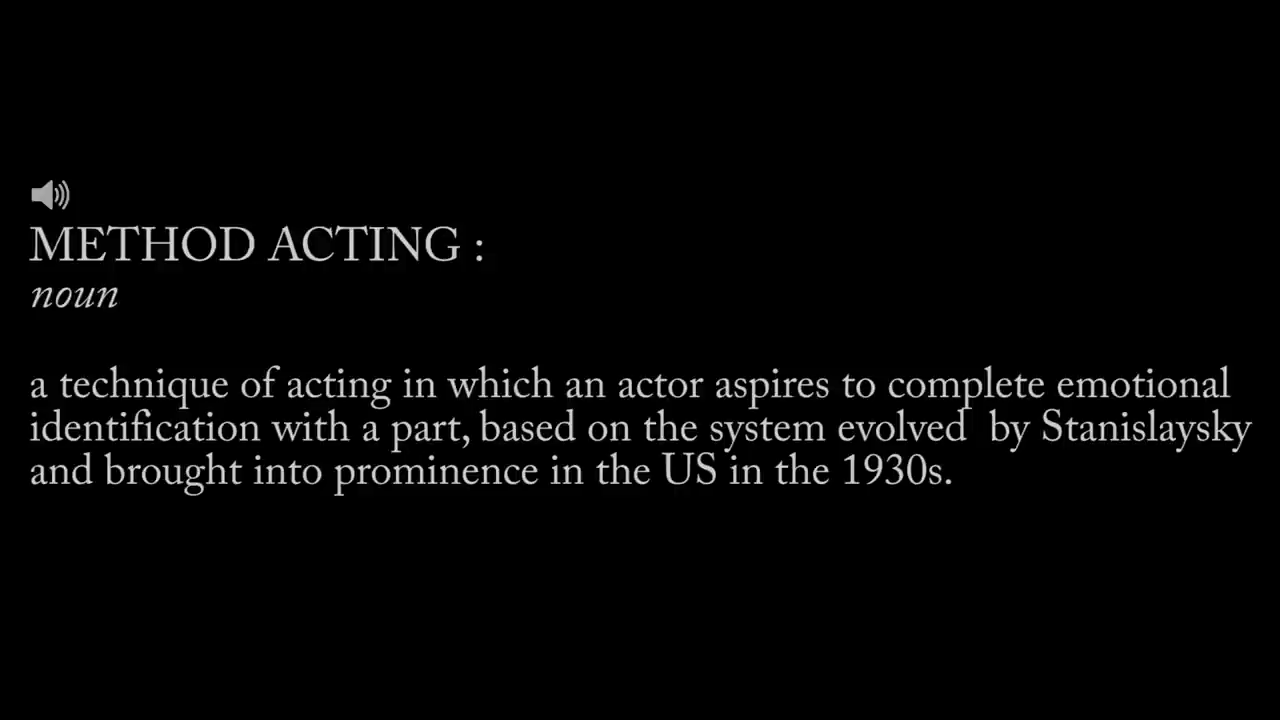 METHOD ACTING :
noun
a technique of acting in which an actor aspires to complete emotional
identification with a part, based on the system evolved  by Stanislaysky
and brought into prominence in the US in the 1930s.